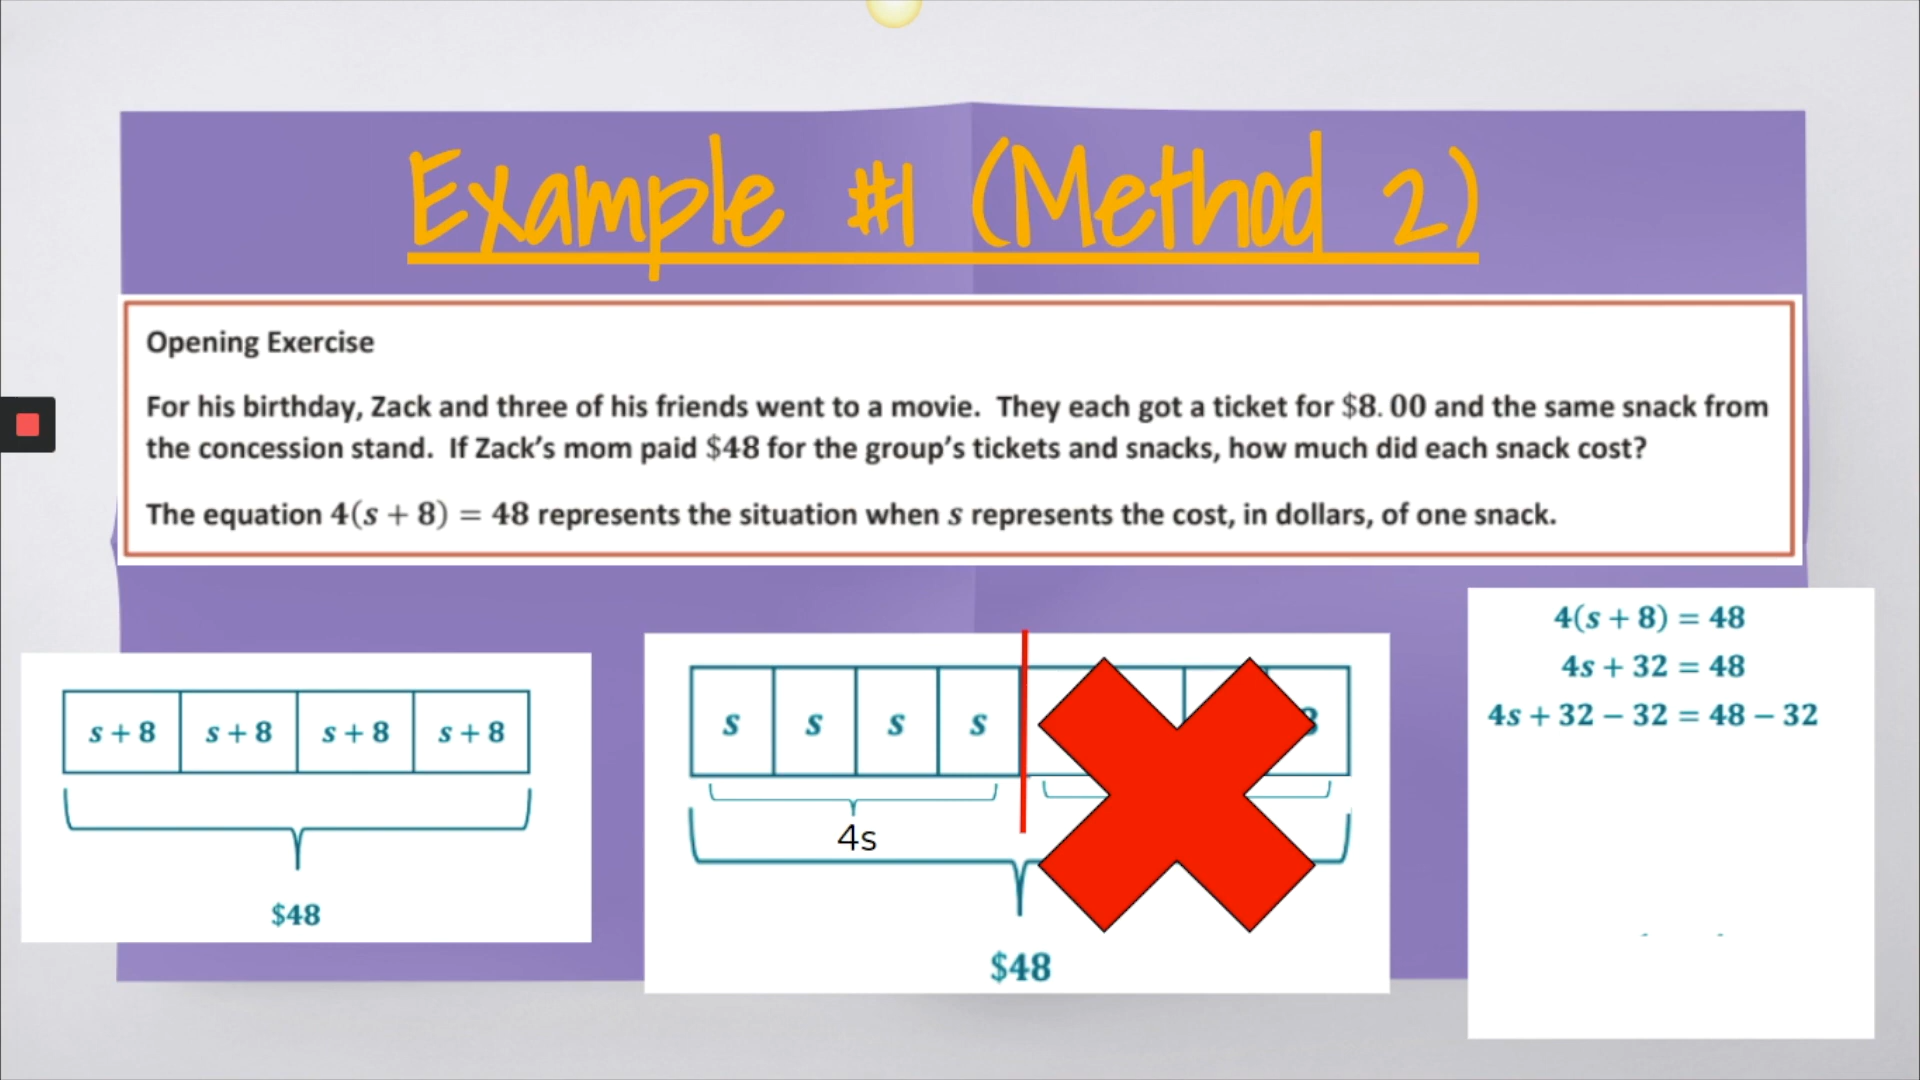 Example #1 (Method 2)
Opening Exercise
For his birthday, Zack and three of his friends went to a movie. They each got a ticket for $8.00 and the same snack from
the concession stand. If Zack's mom paid $48 for the group's tickets and snacks, how much did each snack cost?
The equation 4(s + 8) = 48 represents the situation when s represents the cost, in dollars, of one snack.
s + 8 s + 8 s + 8 s + 8
$48
s s s s
4s
$48
4(s + 8) = 48
4s + 32 = 48
4s + 32 − 32 = 48 − 32